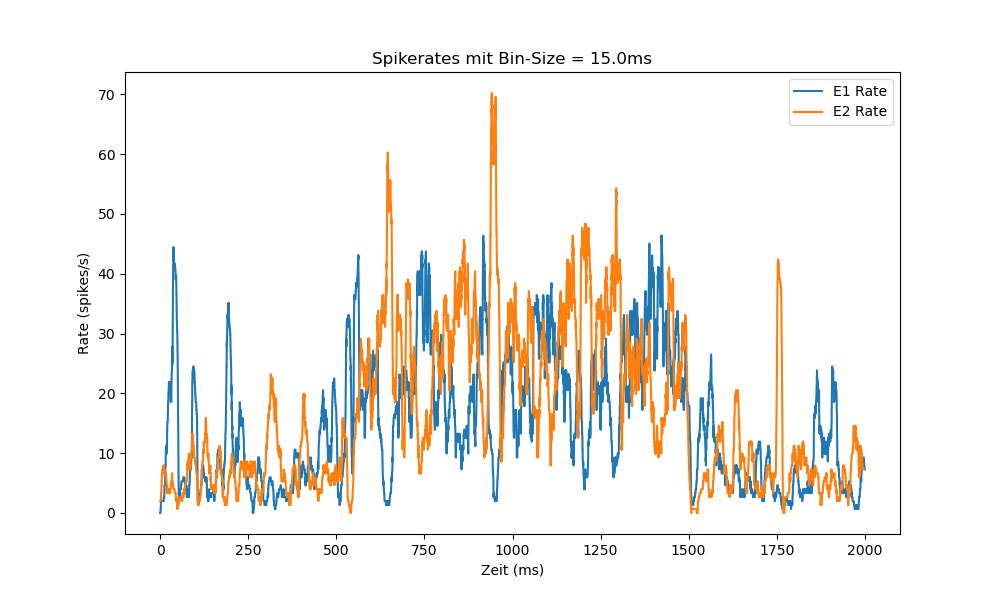 Spikerates mit Bin-Size = 15.0ms
E1 Rate
E2 Rate
70
60
50
40
30
20
10
0
Rate (spikes/s)
0 250 500 750 1000 1250 1500 1750 2000
Zeit (ms)